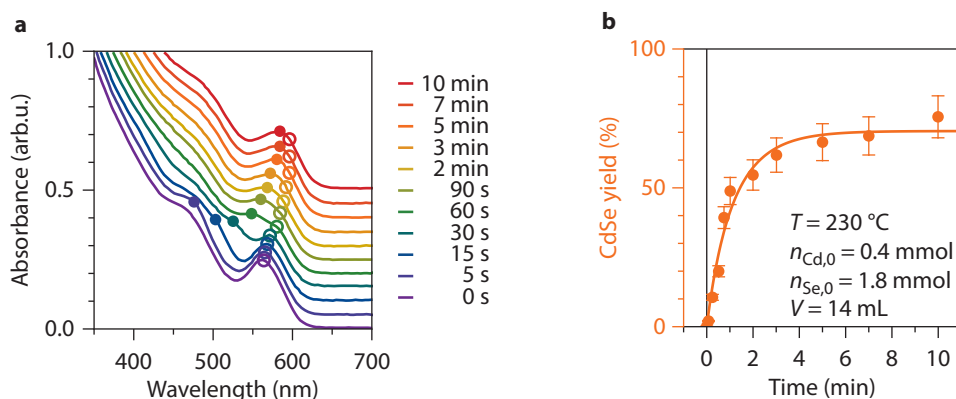 a
Absorbance (arb.u.)
1.0
0.5
0.0
400 500 600 700
Wavelength (nm)
10 min
7 min
5 min
3 min
2 min
90 s
60 s
30 s
15 s
5 s
0 s
b
CdSe yield (%)
100
50
0
T = 230 °C
n_Cd,0 = 0.4 mmol
n_Se,0 = 1.8 mmol
V = 14 mL
0 2 4 6 8 10
Time (min)